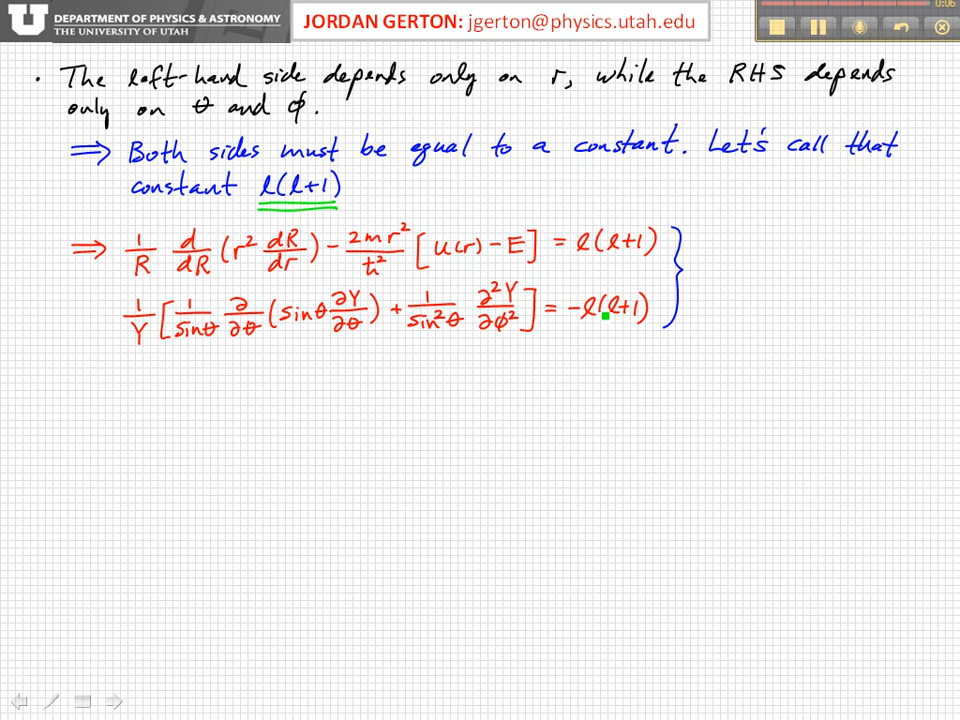 U DEPARTMENT OF PHYSICS & ASTRONOMY
THE UNIVERSITY OF UTAH
JORDAN GERTON: jgerton@physics.utah.edu
0:06
· The left-hand side depends only on r, while the RHS depends
only on θ and ϕ.
⇒ Both sides must be equal to a constant. Let's call that
constant l(l+1)
⇒ 1/R d/dR (r² dR/dr) - 2mr²/ħ² [U(r) - E] = l(l+1)
1/Y [1/sinθ ∂/∂θ (sinθ ∂Y/∂θ) + 1/sin²θ ∂²Y/∂ϕ²] = -l(l+1)